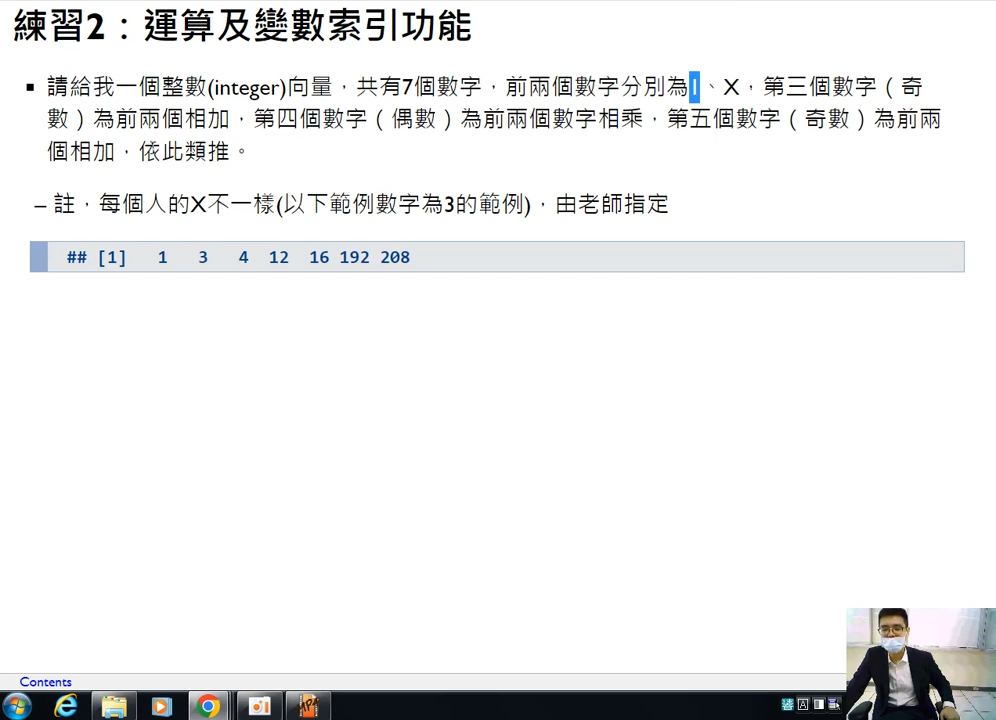 練習2：運算及變數索引功能
▪ 請給我一個整數(integer)向量，共有7個數字，前兩個數字分別為1、X，第三個數字（奇
數）為前兩個相加，第四個數字（偶數）為前兩個數字相乘，第五個數字（奇數）為前兩
個相加，依此類推。
– 註，每個人的X不一樣(以下範例數字為3的範例)，由老師指定
## [1] 1 3 4 12 16 192 208
Contents